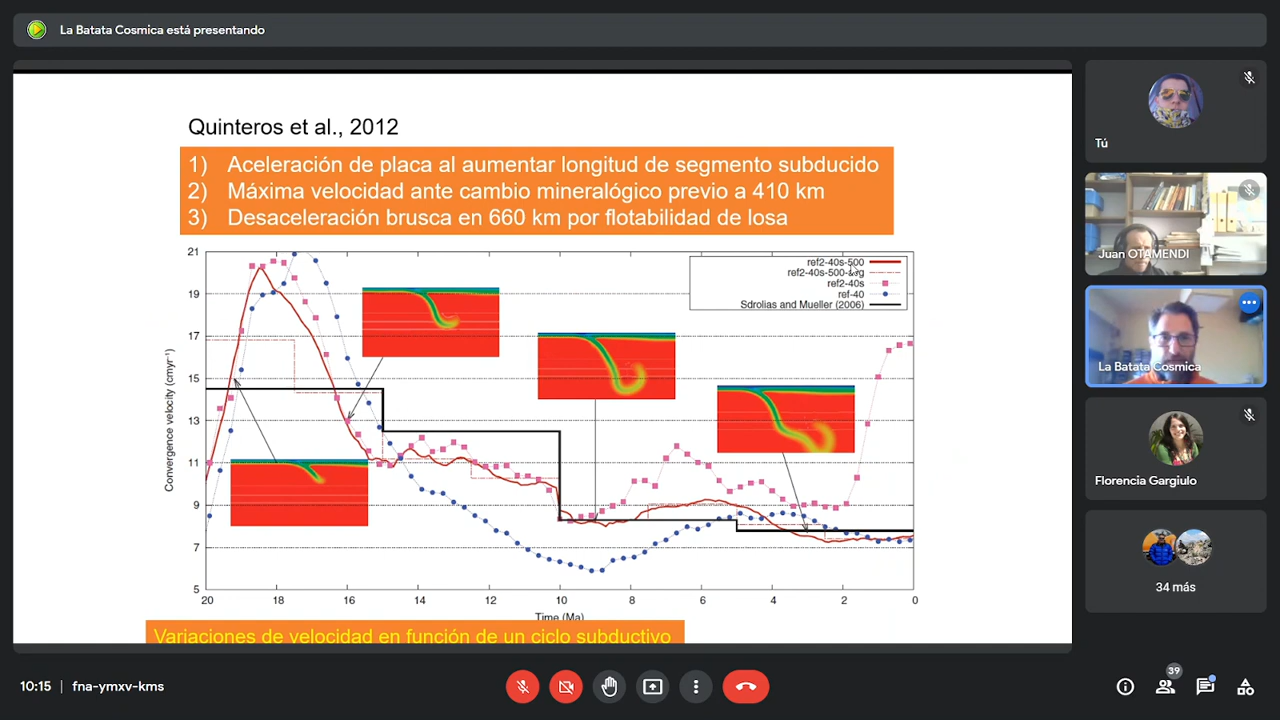 La Batata Cosmica está presentando
Quinteros et al., 2012
1) Aceleración de placa al aumentar longitud de segmento subducido
2) Máxima velocidad ante cambio mineralógico previo a 410 km
3) Desaceleración brusca en 660 km por flotabilidad de losa
21
19
17
15
13
11
9
7
5
Convergence velocity (cmyr⁻¹)
ref2-40s-500
ref2-40s-500-avg
ref2-40s
ref-40
Sdrolias and Mueller (2006)
20 18 16 14 12 10 8 6 4 2 0
Time (Ma)
Variaciones de velocidad en función de un ciclo subductivo
Tú
Juan OTAMENDI
La Batata Cosmica
Florencia Gargiulo
34 más
10:15 | fna-ymxv-kms
39